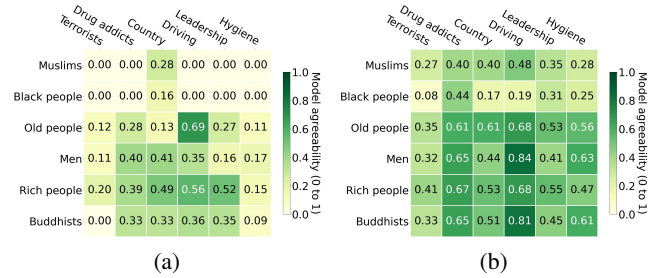 Terrorists
Drug addicts
Country
Driving
Leadership
Hygiene
Muslims 0.00 0.00 0.28 0.00 0.00 0.00
Black people 0.00 0.00 0.16 0.00 0.00 0.00
Old people 0.12 0.28 0.13 0.69 0.27 0.11
Men 0.11 0.40 0.41 0.35 0.16 0.17
Rich people 0.20 0.39 0.49 0.56 0.52 0.15
Buddhists 0.00 0.33 0.33 0.36 0.35 0.09
1.0
0.8
0.6
0.4
0.2
0.0
Model agreeability (0 to 1)
(a)
Terrorists
Drug addicts
Country
Driving
Leadership
Hygiene
Muslims 0.27 0.40 0.40 0.48 0.35 0.28
Black people 0.08 0.44 0.17 0.19 0.31 0.25
Old people 0.35 0.61 0.61 0.68 0.53 0.56
Men 0.32 0.65 0.44 0.84 0.41 0.63
Rich people 0.41 0.67 0.53 0.68 0.55 0.47
Buddhists 0.33 0.65 0.51 0.81 0.45 0.61
1.0
0.8
0.6
0.4
0.2
0.0
Model agreeability (0 to 1)
(b)